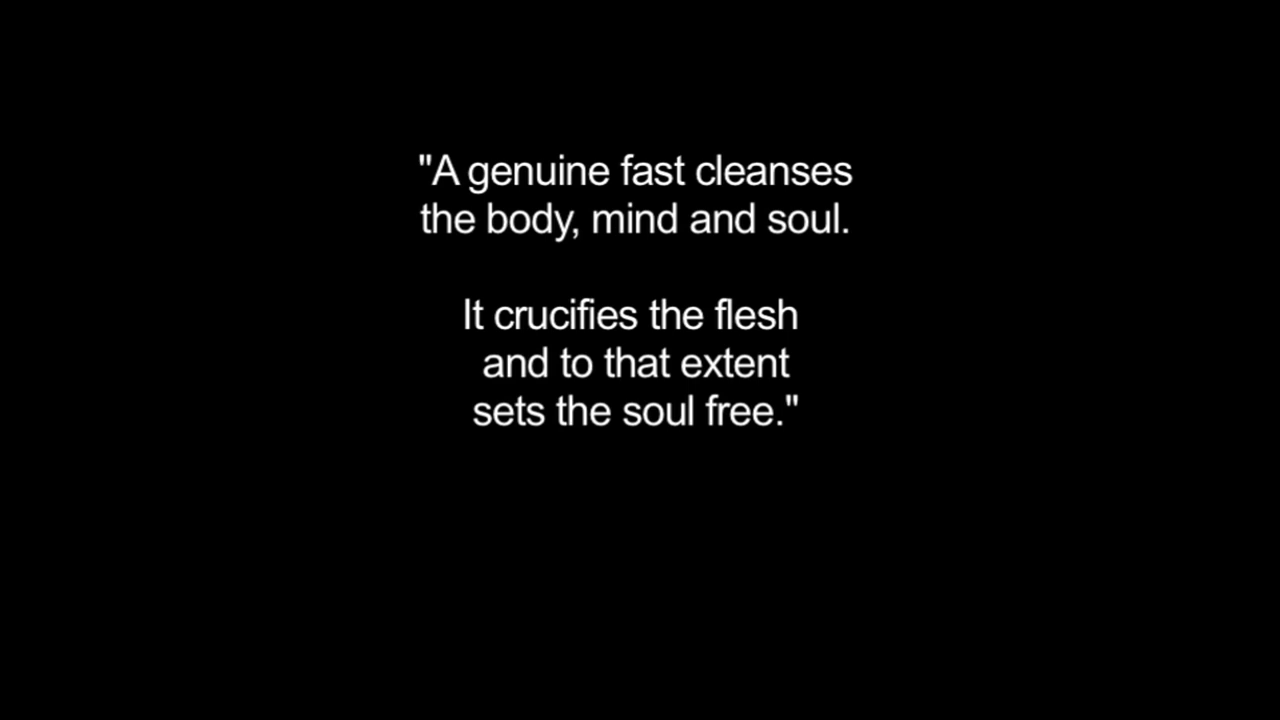 "A genuine fast cleanses
the body, mind and soul.
It crucifies the flesh
and to that extent
sets the soul free."